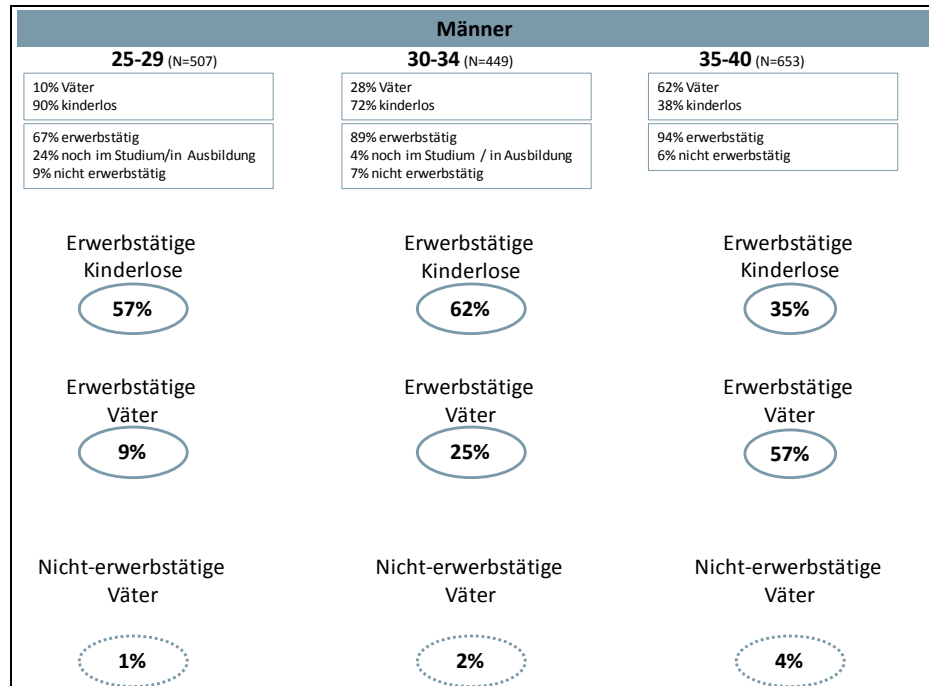 Männer
25-29 (N=507)
10% Väter
90% kinderlos
67% erwerbstätig
24% noch im Studium/in Ausbildung
9% nicht erwerbstätig
30-34 (N=449)
28% Väter
72% kinderlos
89% erwerbstätig
4% noch im Studium / in Ausbildung
7% nicht erwerbstätig
35-40 (N=653)
62% Väter
38% kinderlos
94% erwerbstätig
6% nicht erwerbstätig
Erwerbstätige
Kinderlose
57%
Erwerbstätige
Kinderlose
62%
Erwerbstätige
Kinderlose
35%
Erwerbstätige
Väter
9%
Erwerbstätige
Väter
25%
Erwerbstätige
Väter
57%
Nicht-erwerbstätige
Väter
1%
Nicht-erwerbstätige
Väter
2%
Nicht-erwerbstätige
Väter
4%